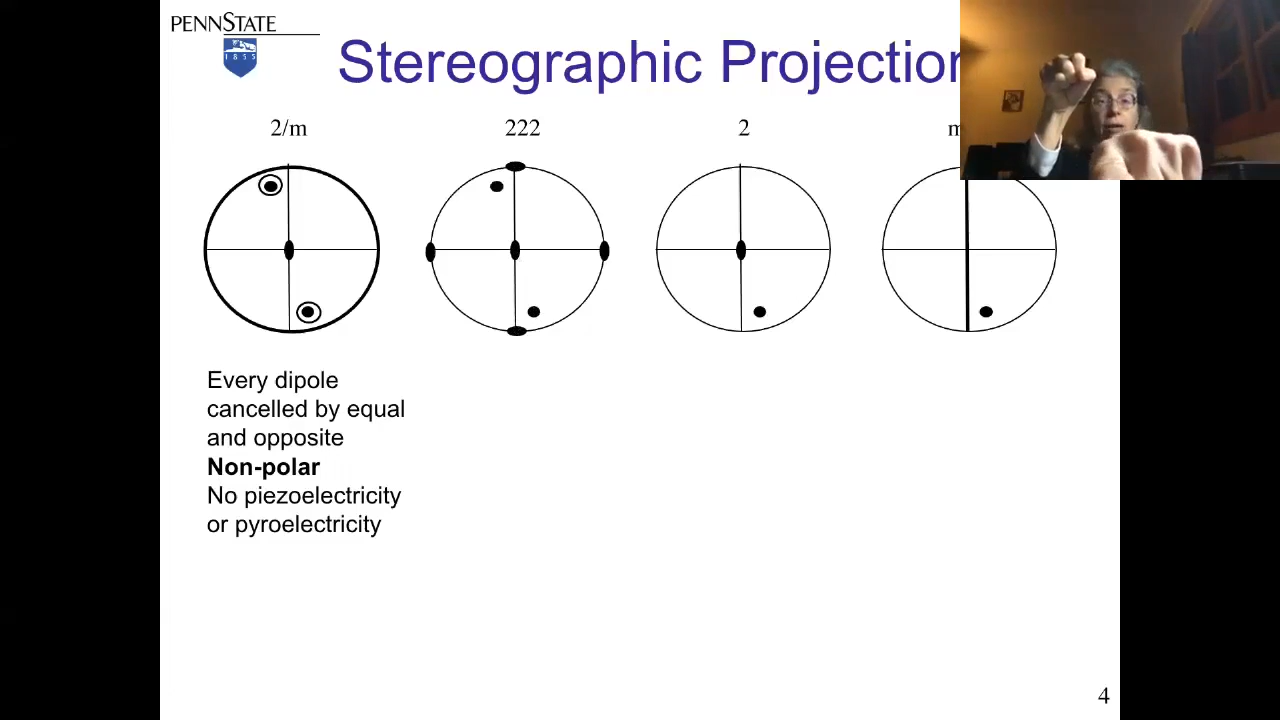 PENNSTATE
1855
Stereographic Projection
2/m
222
2
m
Every dipole
cancelled by equal
and opposite
Non-polar
No piezoelectricity
or pyroelectricity
4